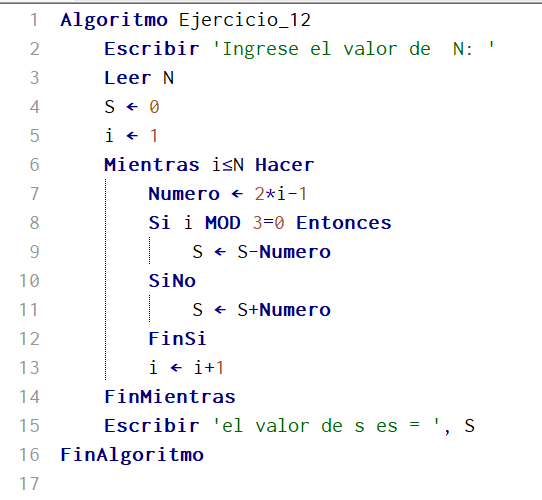 1 Algoritmo Ejercicio_12
2 Escribir 'Ingrese el valor de  N: '
3 Leer N
4 S ← 0
5 i ← 1
6 Mientras i≤N Hacer
7 Numero ← 2*i-1
8 Si i MOD 3=0 Entonces
9 S ← S-Numero
10 SiNo
11 S ← S+Numero
12 FinSi
13 i ← i+1
14 FinMientras
15 Escribir 'el valor de s es = ', S
16 FinAlgoritmo
17